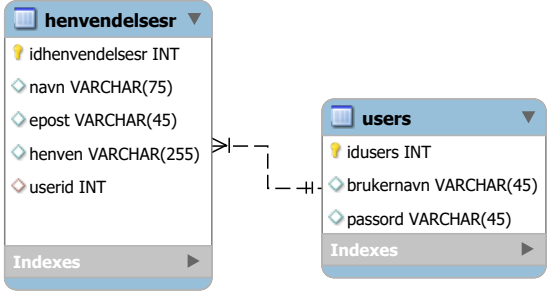 henvendelsesr
idhenvendelsesr INT
navn VARCHAR(75)
epost VARCHAR(45)
henven VARCHAR(255)
userid INT
Indexes
users
idusers INT
brukernavn VARCHAR(45)
passord VARCHAR(45)
Indexes